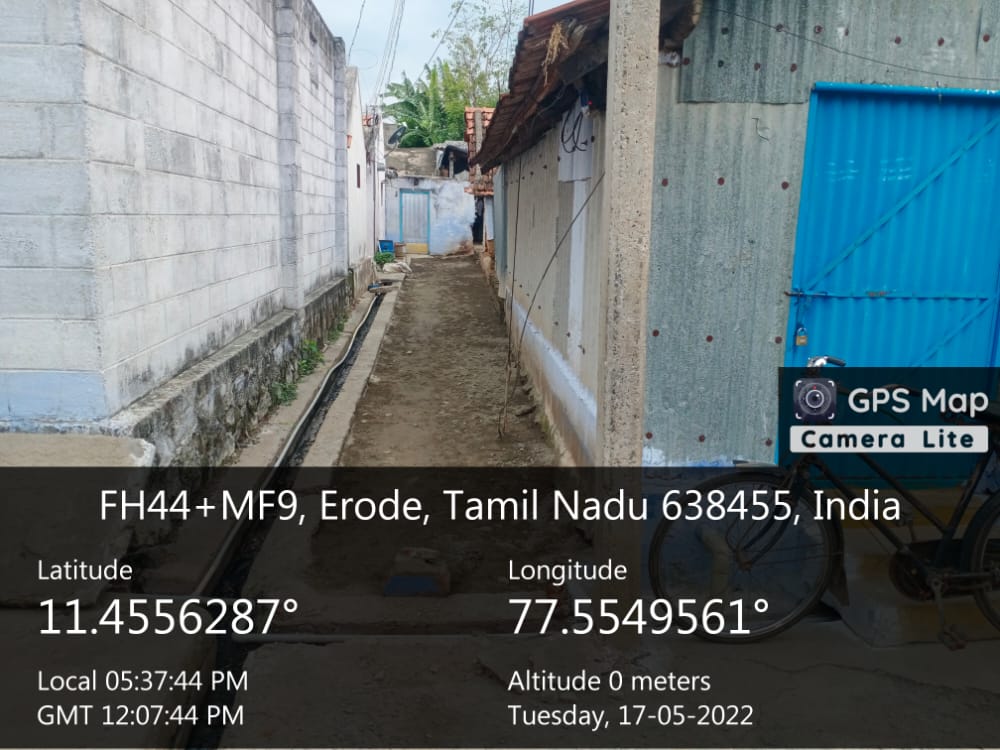 GPS Map
Camera Lite
FH44+MF9, Erode, Tamil Nadu 638455, India
Latitude
11.4556287°
Longitude
77.5549561°
Local 05:37:44 PM
GMT 12:07:44 PM
Altitude 0 meters
Tuesday, 17-05-2022